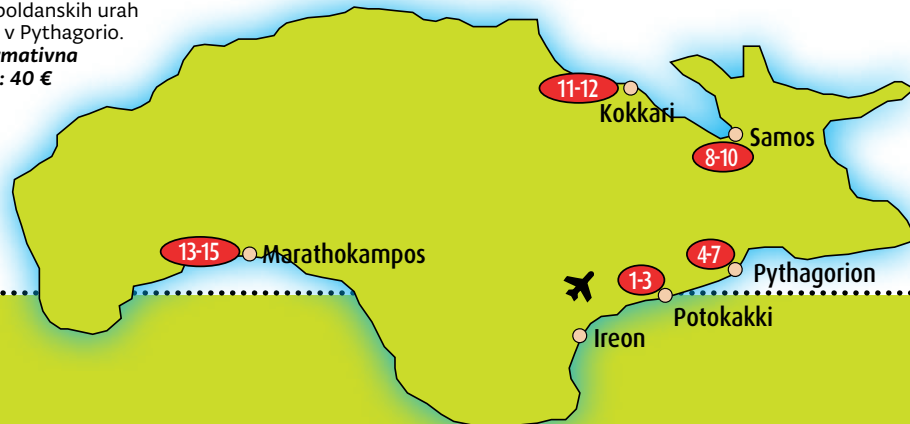 poldanskih urah
v Pythagorio.
rmativna
: 40 €
11-12
Kokkari
Samos
8-10
13-15
Marathokampos
4-7
Pythagorion
1-3
Potokakki
Ireon